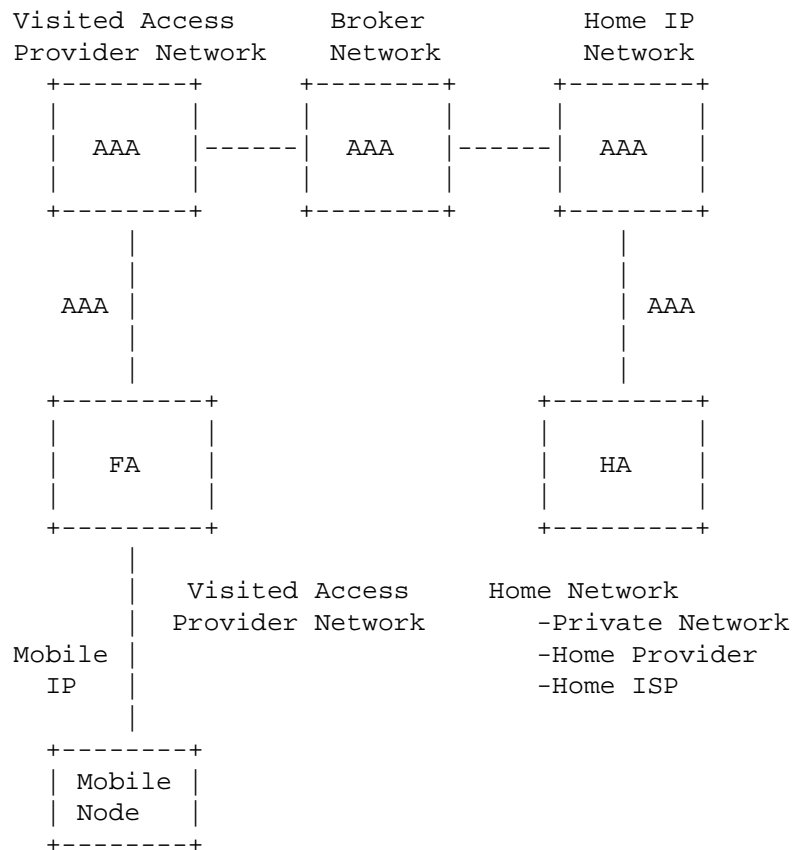 Visited Access Broker Home IP
Provider Network Network Network
AAA AAA AAA
AAA AAA
FA HA
Visited Access Home Network
Provider Network -Private Network
Mobile -Home Provider
IP -Home ISP
Mobile
Node